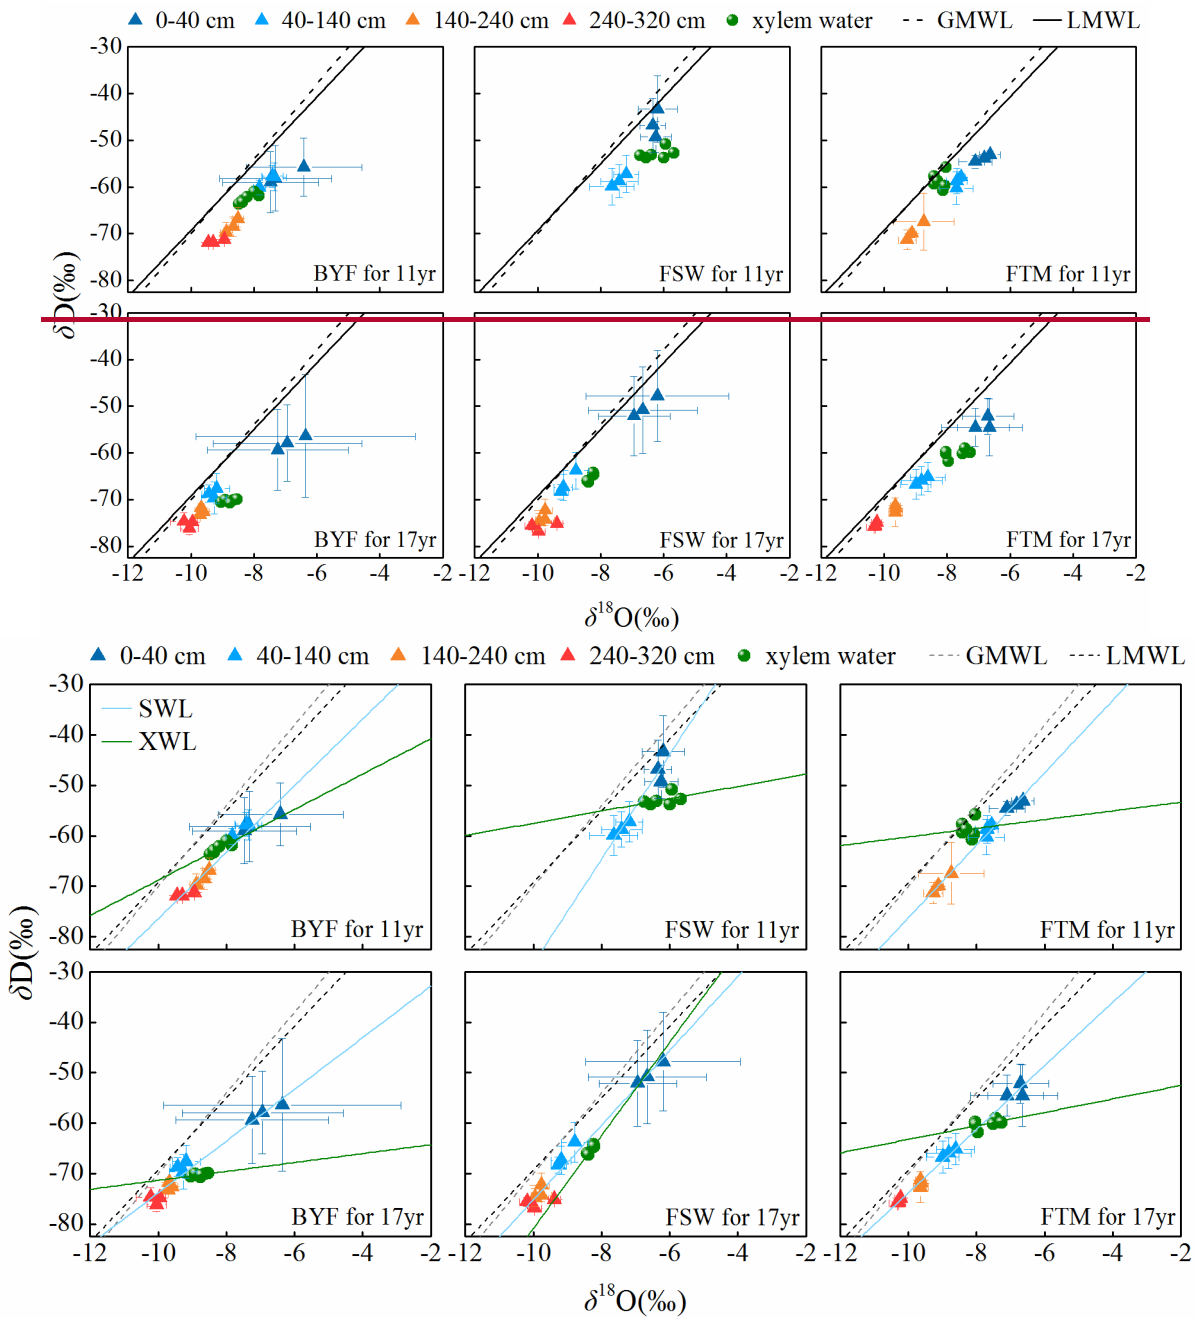 0-40 cm 40-140 cm 140-240 cm 240-320 cm xylem water GMWL LMWL
-30
-40
-50
-60
-70
-80
BYF for 11yr FSW for 11yr FTM for 11yr
δD(‰)
-30
-40
-50
-60
-70
-80
BYF for 17yr FSW for 17yr FTM for 17yr
-12 -10 -8 -6 -4 -2 -12 -10 -8 -6 -4 -2 -12 -10 -8 -6 -4 -2
δ18O(‰)
0-40 cm 40-140 cm 140-240 cm 240-320 cm xylem water GMWL LMWL
-30
SWL
-40
XWL
-50
-60
-70
-80
BYF for 11yr FSW for 11yr FTM for 11yr
δD(‰)
-30
-40
-50
-60
-70
-80
BYF for 17yr FSW for 17yr FTM for 17yr
-12 -10 -8 -6 -4 -2 -12 -10 -8 -6 -4 -2 -12 -10 -8 -6 -4 -2
δ18O(‰)